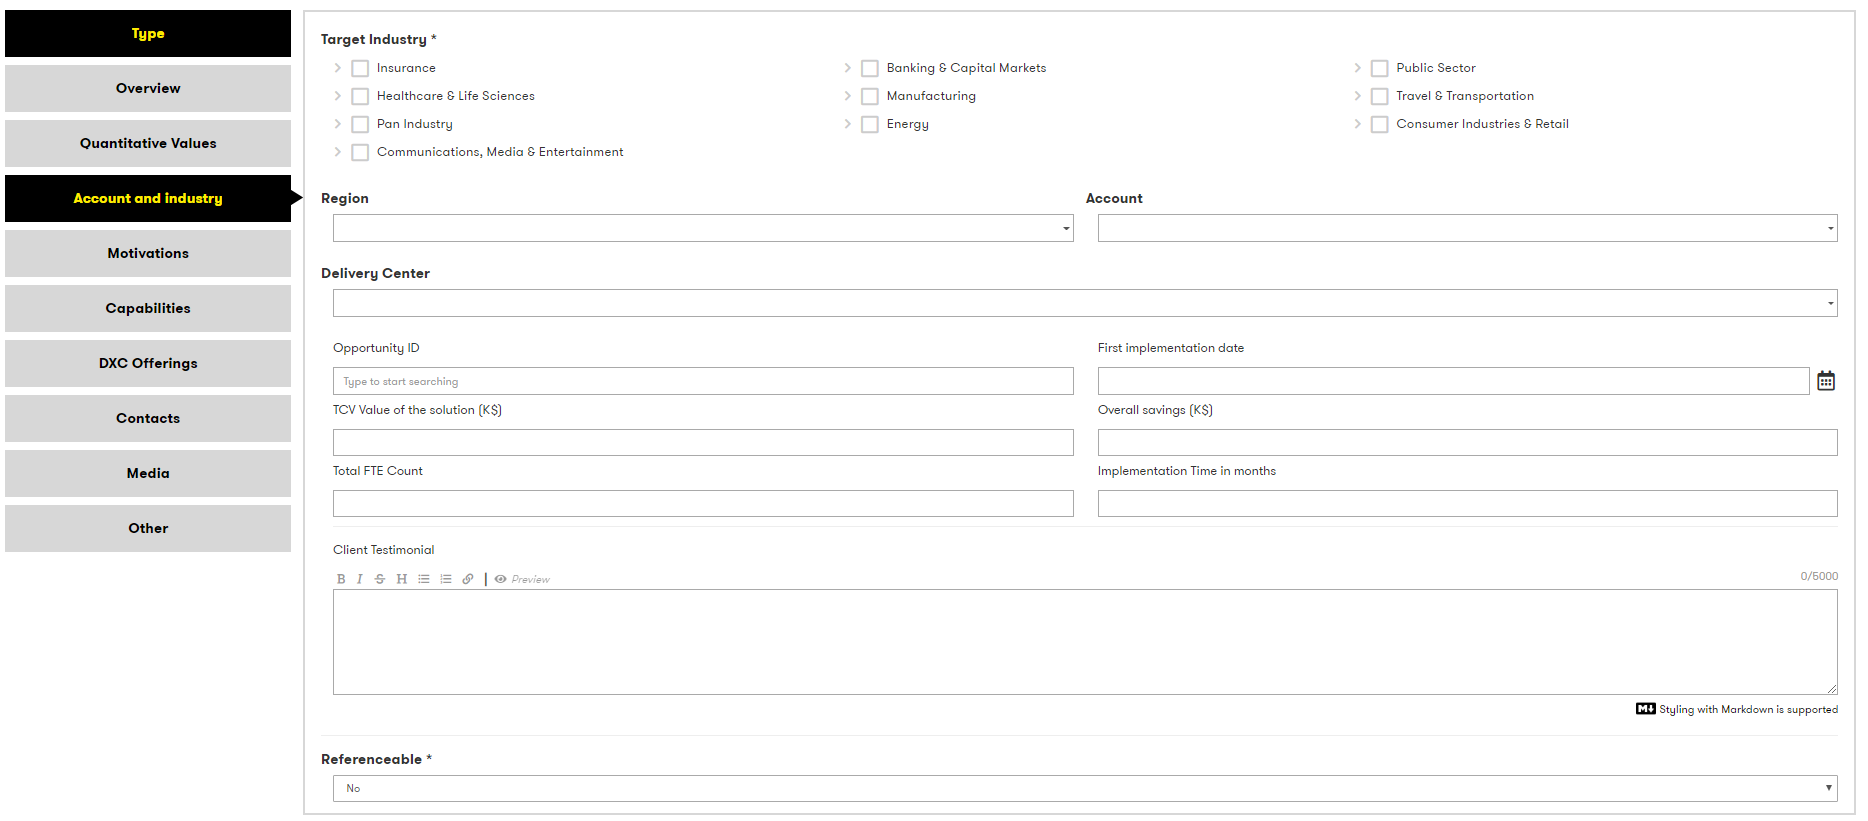 Type
Overview
Quantitative Values
Account and industry
Motivations
Capabilities
DXC Offerings
Contacts
Media
Other
Target Industry *
Insurance
Banking & Capital Markets
Public Sector
Healthcare & Life Sciences
Manufacturing
Travel & Transportation
Pan Industry
Energy
Consumer Industries & Retail
Communications, Media & Entertainment
Region
Account
Delivery Center
Opportunity ID
First implementation date
Type to start searching
TCV Value of the solution (K$)
Overall savings (K$)
Total FTE Count
Implementation Time in months
Client Testimonial
B I S H | Preview
0/5000
M Styling with Markdown is supported
Referenceable *
No